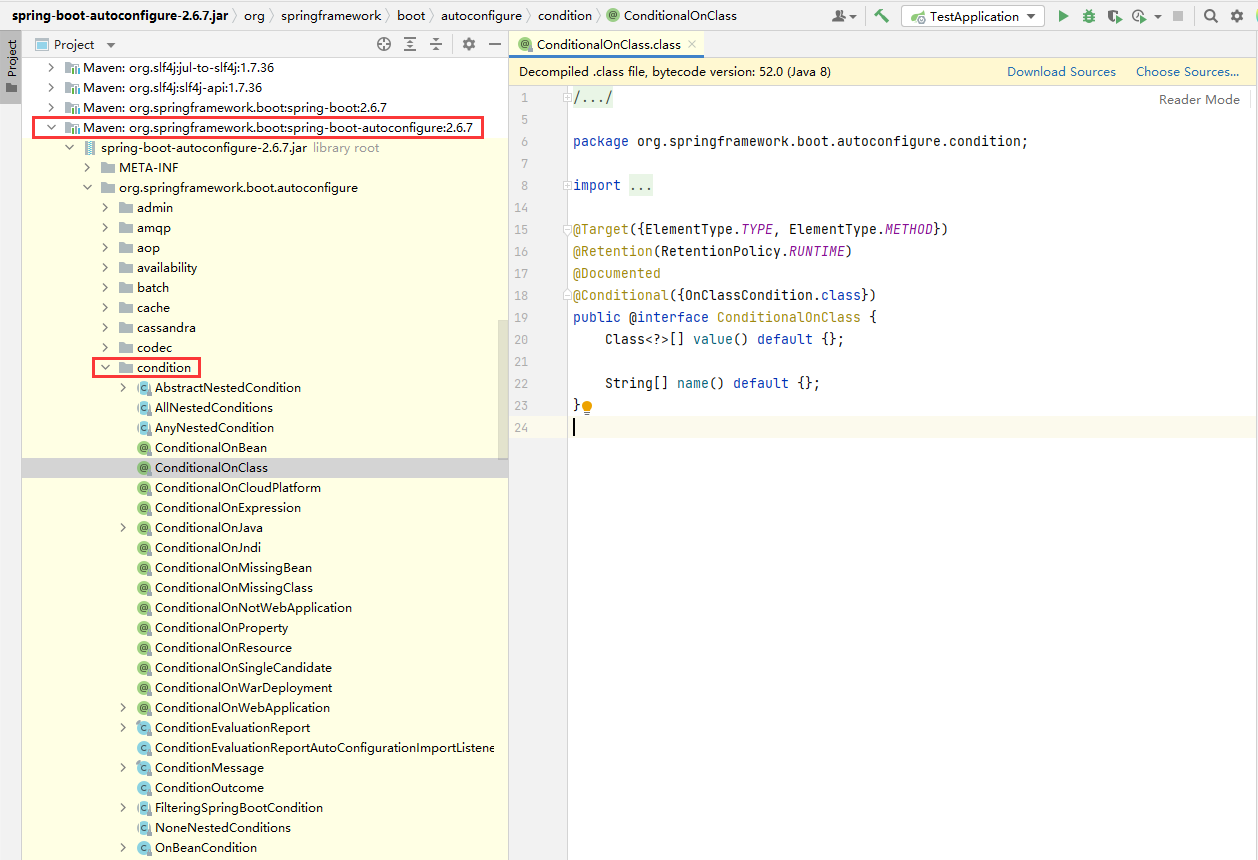 spring-boot-autoconfigure-2.6.7.jar org springframework boot autoconfigure condition ConditionalOnClass TestApplication
Project
Project
Maven: org.slf4j:jul-to-slf4j:1.7.36
Maven: org.slf4j:slf4j-api:1.7.36
Maven: org.springframework.boot:spring-boot:2.6.7
Maven: org.springframework.boot:spring-boot-autoconfigure:2.6.7
spring-boot-autoconfigure-2.6.7.jar library root
META-INF
org.springframework.boot.autoconfigure
admin
amqp
aop
availability
batch
cache
cassandra
codec
condition
AbstractNestedCondition
AllNestedConditions
AnyNestedCondition
ConditionalOnBean
ConditionalOnClass
ConditionalOnCloudPlatform
ConditionalOnExpression
ConditionalOnJava
ConditionalOnJndi
ConditionalOnMissingBean
ConditionalOnMissingClass
ConditionalOnNotWebApplication
ConditionalOnProperty
ConditionalOnResource
ConditionalOnSingleCandidate
ConditionalOnWarDeployment
ConditionalOnWebApplication
ConditionEvaluationReport
ConditionEvaluationReportAutoConfigurationImportListene
ConditionMessage
ConditionOutcome
FilteringSpringBootCondition
NoneNestedConditions
OnBeanCondition
ConditionalOnClass.class
Decompiled .class file, bytecode version: 52.0 (Java 8) Download Sources Choose Sources...
Reader Mode
1 /.../
5
6 package org.springframework.boot.autoconfigure.condition;
7
8 import ...
14
15 @Target({ElementType.TYPE, ElementType.METHOD})
16 @Retention(RetentionPolicy.RUNTIME)
17 @Documented
18 @Conditional({OnClassCondition.class})
19 public @interface ConditionalOnClass {
20 Class<?>[] value() default {};
21
22 String[] name() default {};
23 }
24